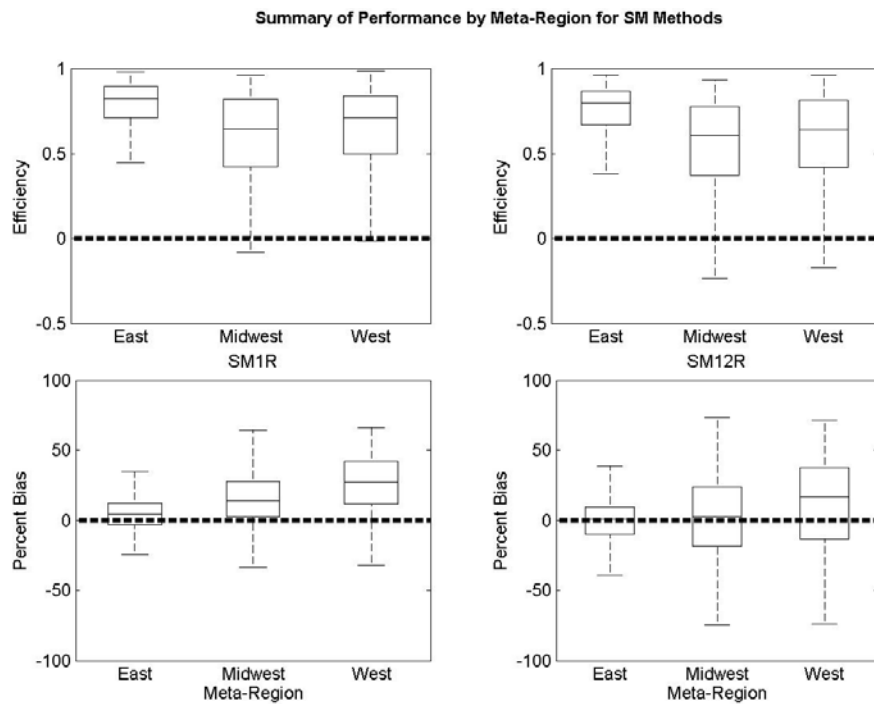 Summary of Performance by Meta-Region for SM Methods
1
0.5
0
-0.5
Efficiency
East Midwest West
SM1R
1
0.5
0
-0.5
Efficiency
East Midwest West
SM12R
100
50
0
-50
-100
Percent Bias
East Midwest West
Meta-Region
100
50
0
-50
-100
Percent Bias
East Midwest West
Meta-Region